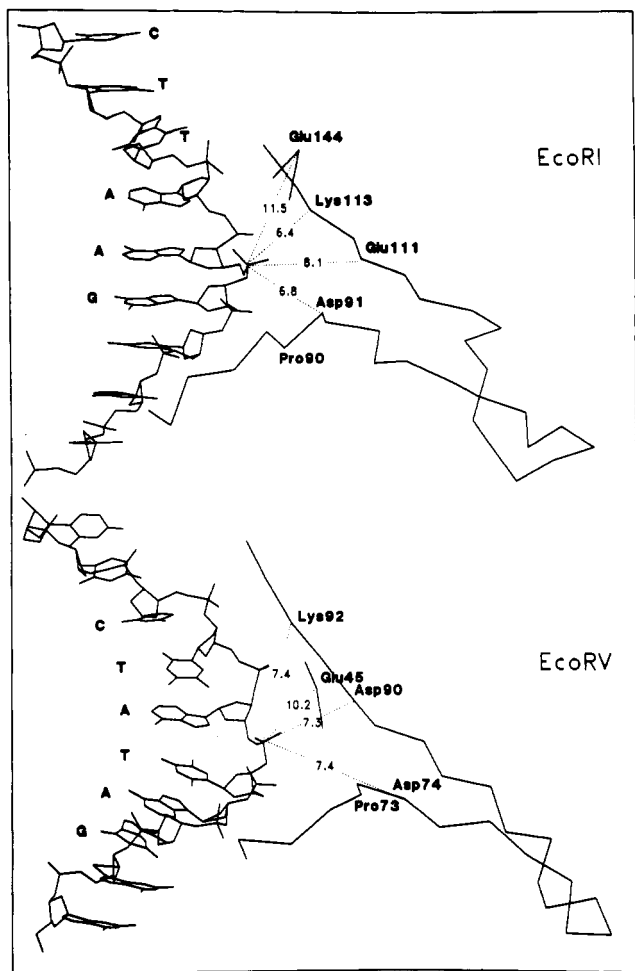 C
T
T
A
A
G
Glu144
EcoRI
Lys113
11.5
6.4
Glu111
8.1
6.8
Asp91
Pro90
Lys92
C
T
A
T
A
G
EcoRV
7.4
Glu45
Asp90
10.2
7.3
7.4
Asp74
Pro73